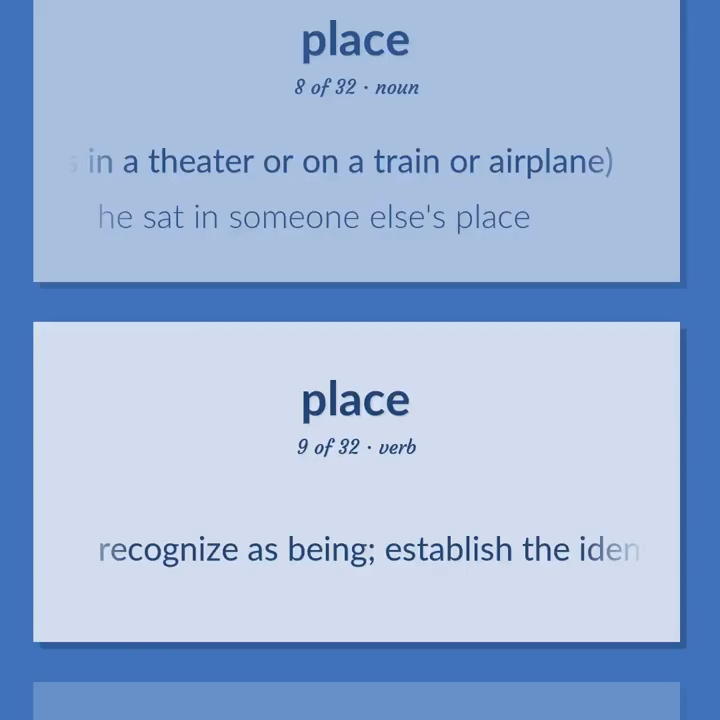 place
8 of 32 · noun
in a theater or on a train or airplane)
he sat in someone else's place
place
9 of 32 · verb
recognize as being; establish the iden